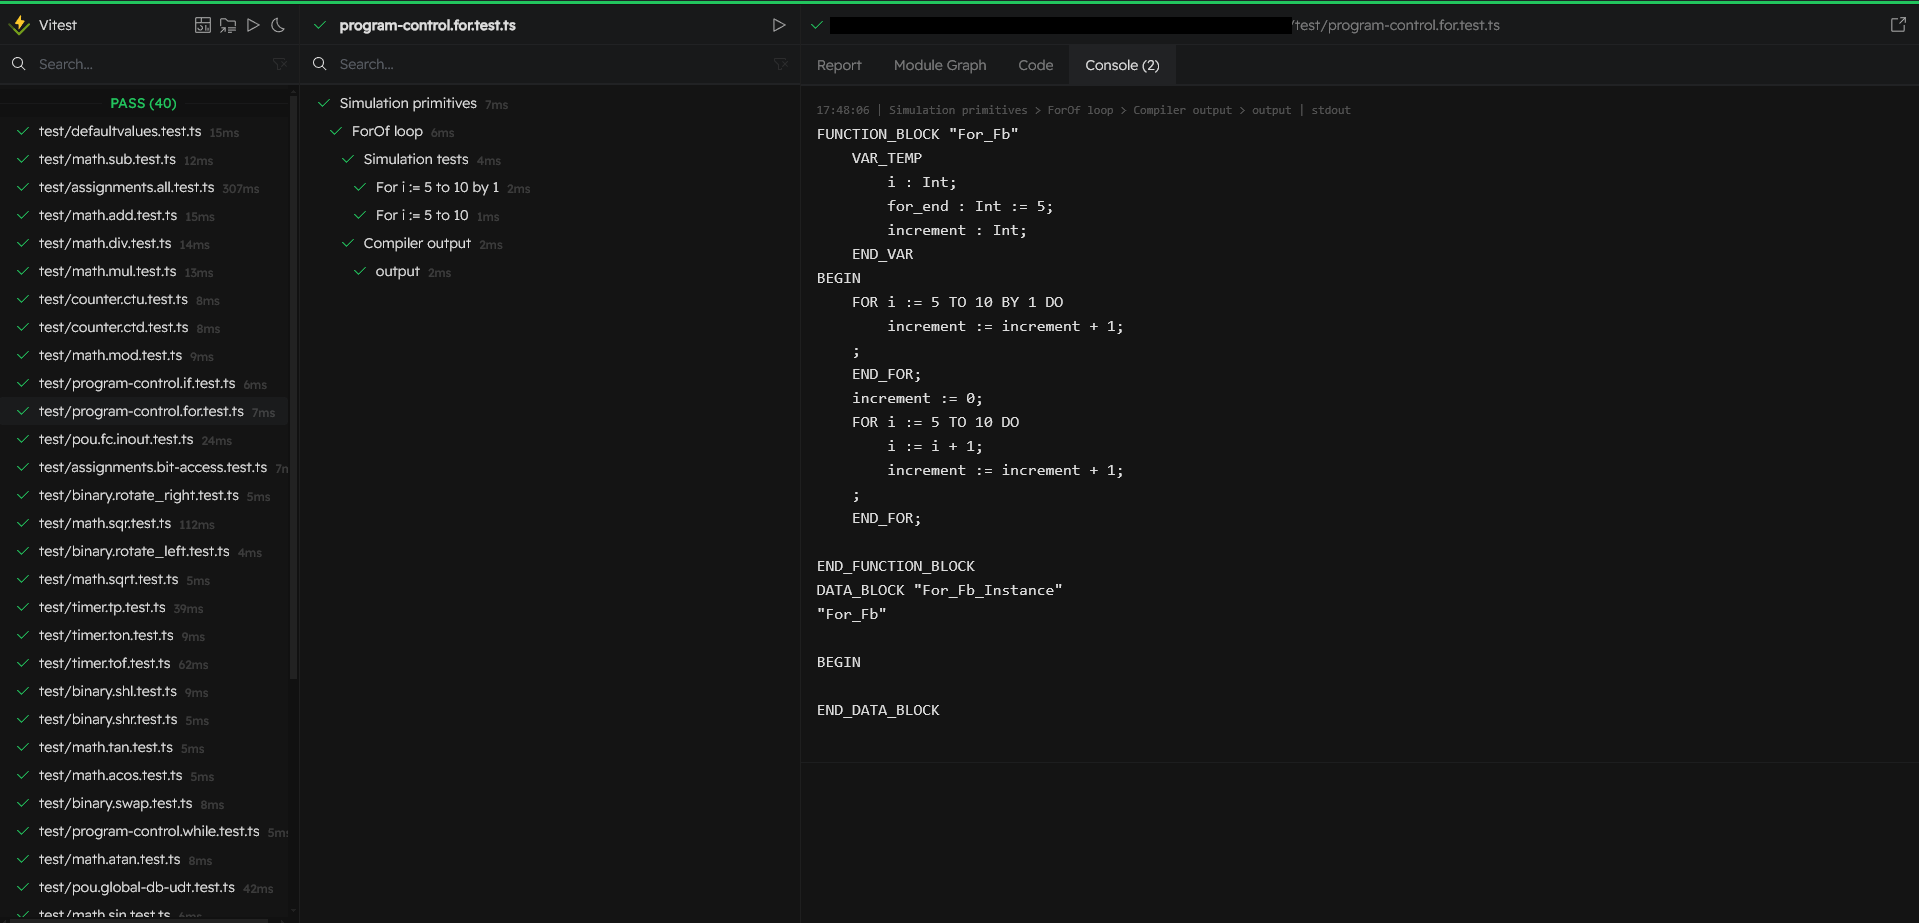 Vitest
Search...
PASS (40)
test/defaultvalues.test.ts 15ms
test/math.sub.test.ts 12ms
test/assignments.all.test.ts 307ms
test/math.add.test.ts 15ms
test/math.div.test.ts 14ms
test/math.mul.test.ts 13ms
test/counter.ctu.test.ts 8ms
test/counter.ctd.test.ts 8ms
test/math.mod.test.ts 9ms
test/program-control.if.test.ts 6ms
test/program-control.for.test.ts 7ms
test/pou.fc.inout.test.ts 24ms
test/assignments.bit-access.test.ts
test/binary.rotate_right.test.ts 5ms
test/math.sqr.test.ts 112ms
test/binary.rotate_left.test.ts 4ms
test/math.sqrt.test.ts 5ms
test/timer.tp.test.ts 39ms
test/timer.ton.test.ts 9ms
test/timer.tof.test.ts 62ms
test/binary.shl.test.ts 9ms
test/binary.shr.test.ts 5ms
test/math.tan.test.ts 5ms
test/math.acos.test.ts 5ms
test/binary.swap.test.ts 8ms
test/program-control.while.test.ts 5ms
test/math.atan.test.ts 8ms
test/pou.global-db-udt.test.ts 42ms
test/math.sin.test.ts 6ms
program-control.for.test.ts
Search...
Simulation primitives 7ms
ForOf loop 6ms
Simulation tests 4ms
For i := 5 to 10 by 1 2ms
For i := 5 to 10 1ms
Compiler output 2ms
output 2ms
/test/program-control.for.test.ts
Report Module Graph Code Console (2)
17:48:06 | Simulation primitives > ForOf loop > Compiler output > output | stdout
FUNCTION_BLOCK "For_Fb"
VAR_TEMP
i : Int;
for_end : Int := 5;
increment : Int;
END_VAR
BEGIN
FOR i := 5 TO 10 BY 1 DO
increment := increment + 1;
;
END_FOR;
increment := 0;
FOR i := 5 TO 10 DO
i := i + 1;
increment := increment + 1;
;
END_FOR;
END_FUNCTION_BLOCK
DATA_BLOCK "For_Fb_Instance"
"For_Fb"
BEGIN
END_DATA_BLOCK